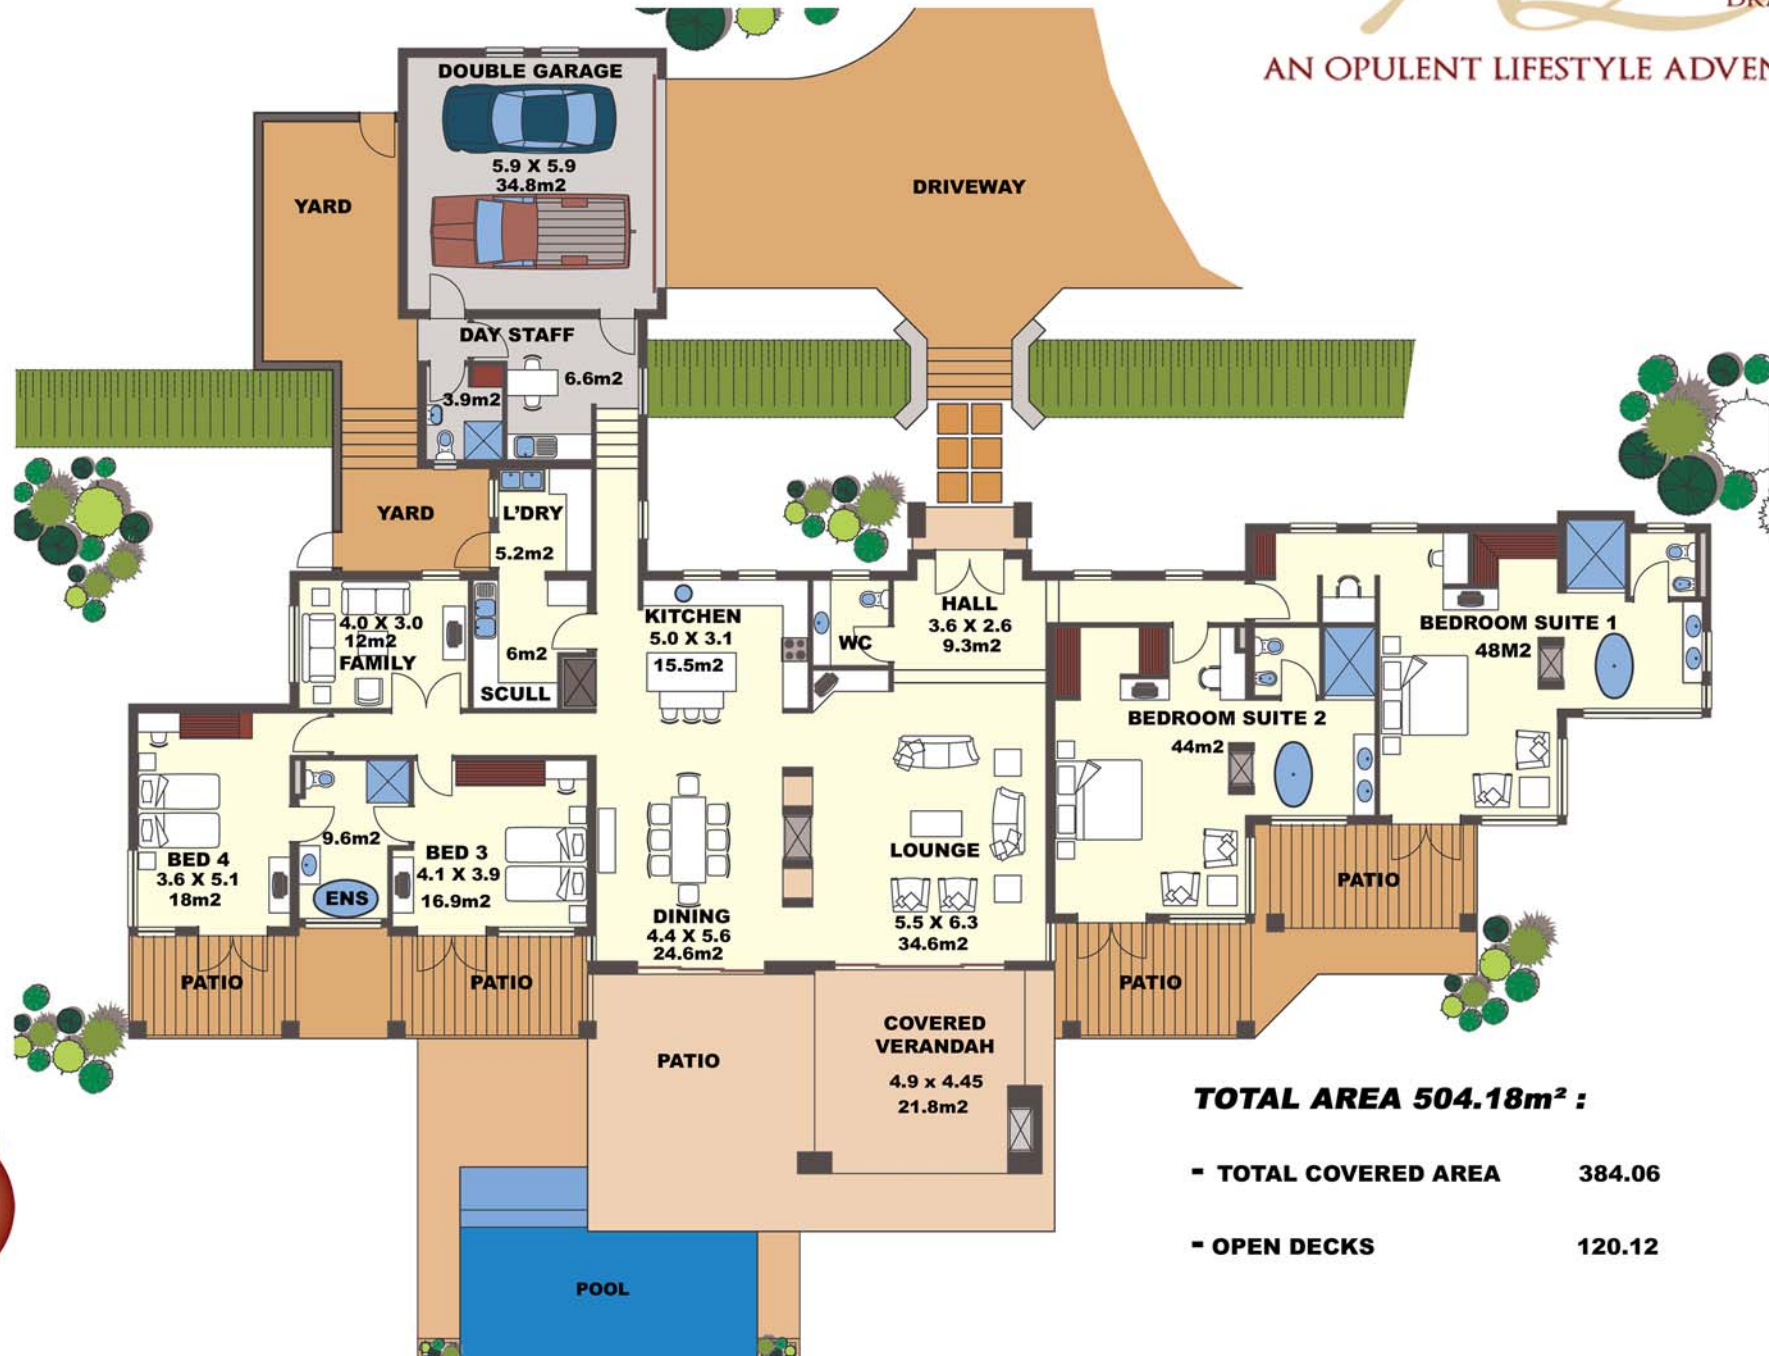 AN OPULENT LIFESTYLE
DOUBLE GARAGE
5.9 X 5.9
34.8m2
YARD
DRIVEWAY
DAY STAFF
6.6m2
3.9m2
YARD
L'DRY
5.2m2
4.0 X 3.0
12m2
FAMILY
6m2
SCULL
KITCHEN
5.0 X 3.1
15.5m2
WC
HALL
3.6 X 2.6
9.3m2
BEDROOM SUITE 1
48M2
BEDROOM SUITE 2
44m2
BED 4
3.6 X 5.1
18m2
9.6m2
ENS
BED 3
4.1 X 3.9
16.9m2
DINING
4.4 X 5.6
24.6m2
LOUNGE
5.5 X 6.3
34.6m2
PATIO
PATIO
PATIO
PATIO
PATIO
COVERED
VERANDAH
4.9 x 4.45
21.8m2
POOL
TOTAL AREA 504.18m² :
- TOTAL COVERED AREA 384.06
- OPEN DECKS 120.12